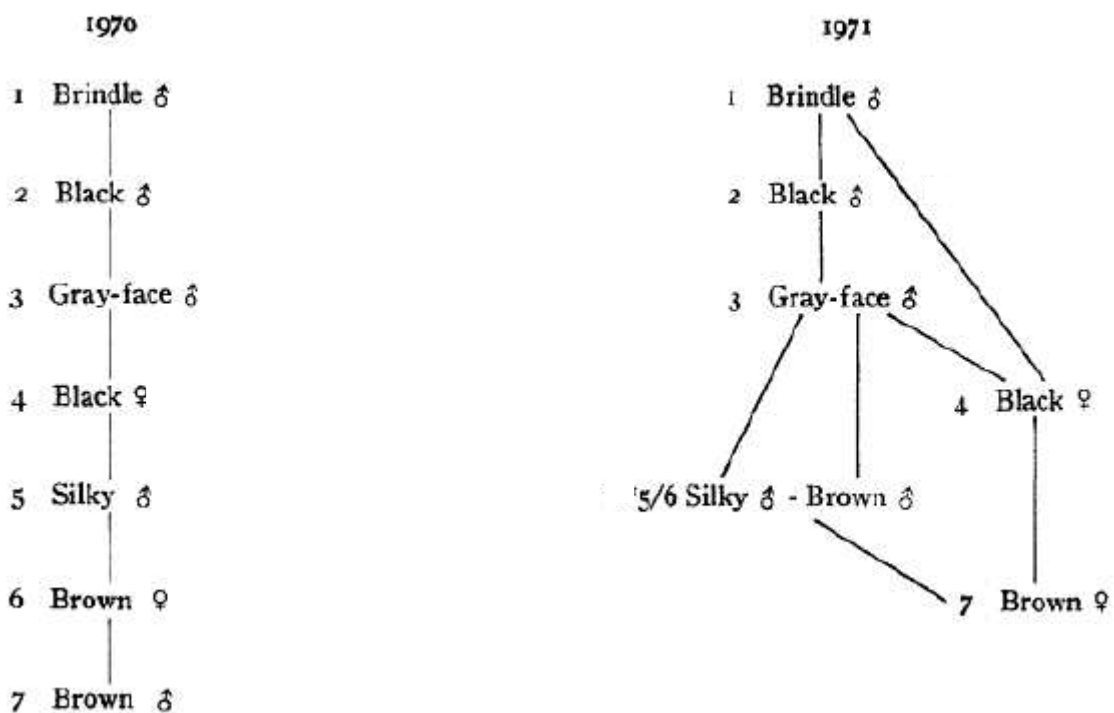 1970
1 Brindle ♂
2 Black ♂
3 Gray-face ♂
4 Black ♀
5 Silky ♂
6 Brown ♀
7 Brown ♂
1971
1 Brindle ♂
2 Black ♂
3 Gray-face ♂
4 Black ♀
5/6 Silky ♂ - Brown ♂
7 Brown ♀